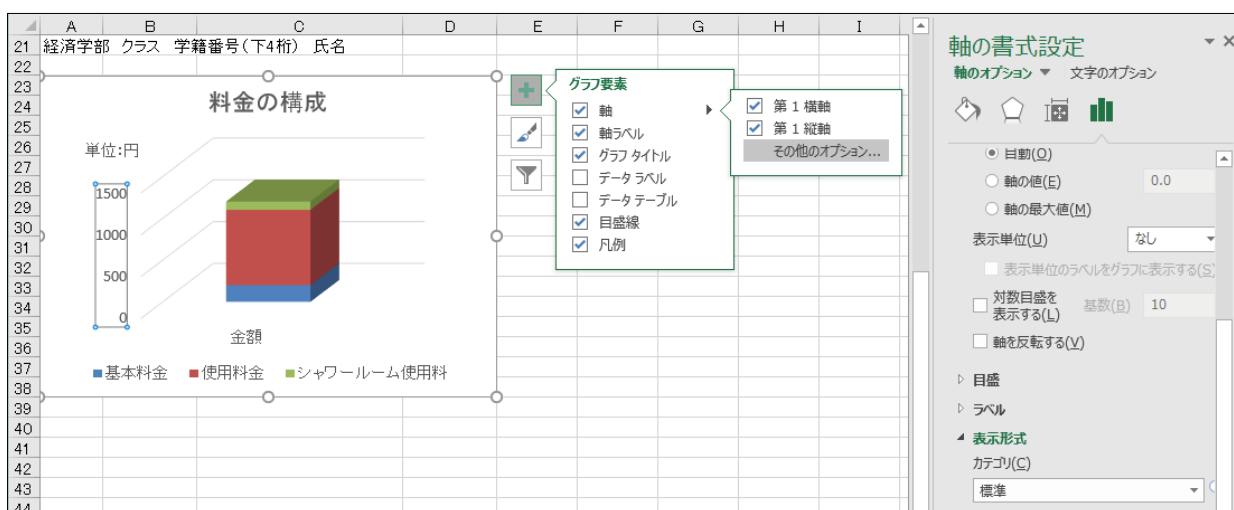 A B C D E F G H I
21 経済学部 クラス 学籍番号(下4桁) 氏名
22
23
24
25
26
27
28
29
30
31
32
33
34
35
36
37
38
39
40
41
42
43
44
料金の構成
単位:円
1500
1000
500
0
金額
基本料金 使用料金 シャワールーム使用料
グラフ要素
軸
軸ラベル
グラフ タイトル
データ ラベル
データ テーブル
目盛線
凡例
第 1 横軸
第 1 縦軸
その他のオプション...
軸の書式設定
軸のオプション 文字のオプション
自動(O)
軸の値(E) 0.0
軸の最大値(M)
表示単位(U) なし
表示単位のラベルをグラフに表示する(S)
対数目盛を
表示する(L) 基数(B) 10
軸を反転する(V)
目盛
ラベル
表示形式
カテゴリ(C)
標準